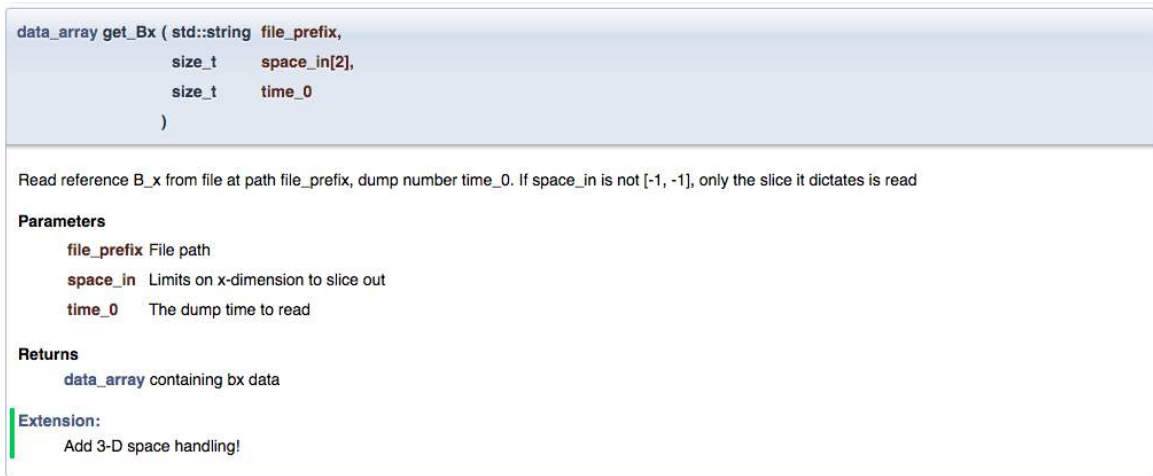 data_array get_Bx ( std::string file_prefix,
size_t space_in[2],
size_t time_0
)
Read reference B_x from file at path file_prefix, dump number time_0. If space_in is not [-1, -1], only the slice it dictates is read
Parameters
file_prefix File path
space_in Limits on x-dimension to slice out
time_0 The dump time to read
Returns
data_array containing bx data
Extension:
Add 3-D space handling!